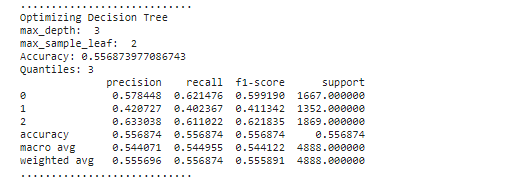 ............................
Optimizing Decision Tree
max_depth:  3
max_sample_leaf:  2
Accuracy: 0.556873977086743
Quantiles: 3
              precision    recall  f1-score      support
0              0.578448  0.621476  0.599190  1667.000000
1              0.420727  0.402367  0.411342  1352.000000
2              0.633038  0.611022  0.621835  1869.000000
accuracy       0.556874  0.556874  0.556874     0.556874
macro avg      0.544071  0.544955  0.544122  4888.000000
weighted avg   0.555696  0.556874  0.555891  4888.000000
............................